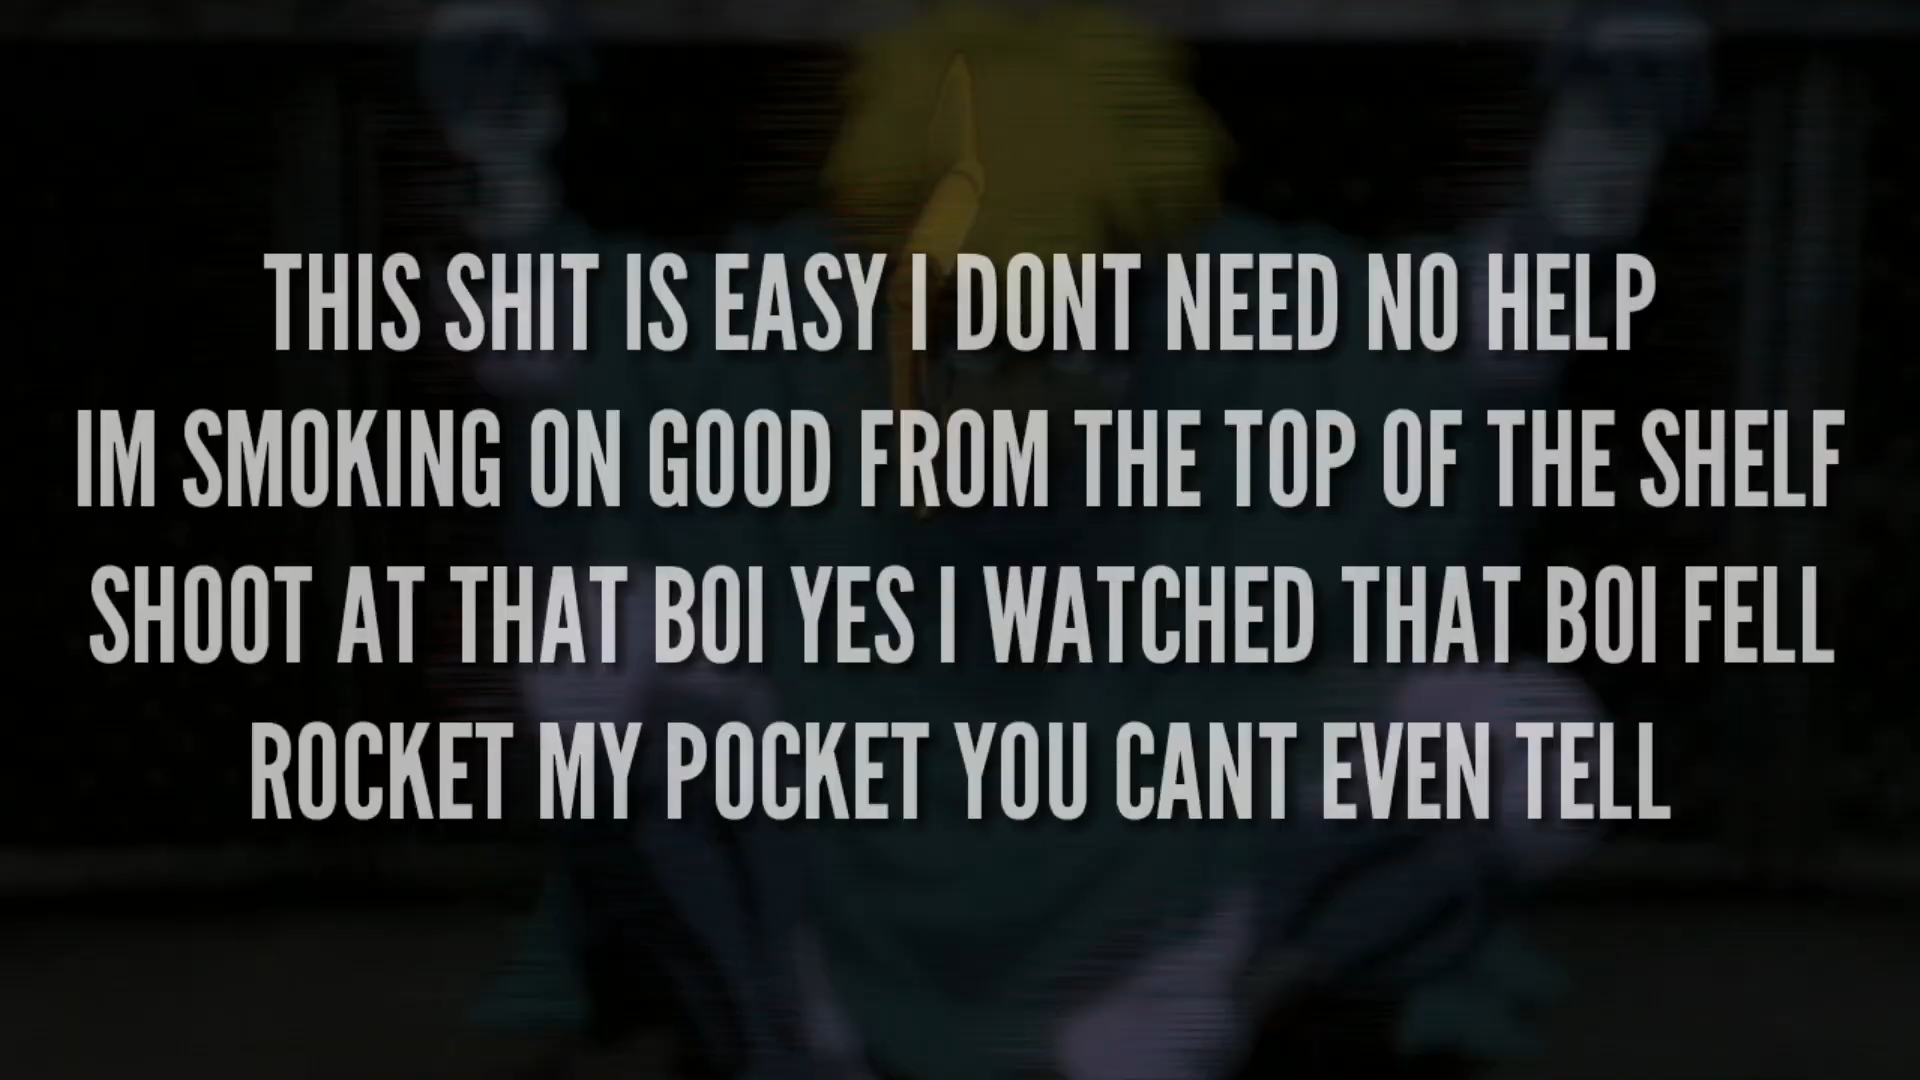 THIS SHIT IS EASY I DONT NEED NO HELP
IM SMOKING ON GOOD FROM THE TOP OF THE SHELF
SHOOT AT THAT BOI YES I WATCHED THAT BOI FELL
ROCKET MY POCKET YOU CANT EVEN TELL